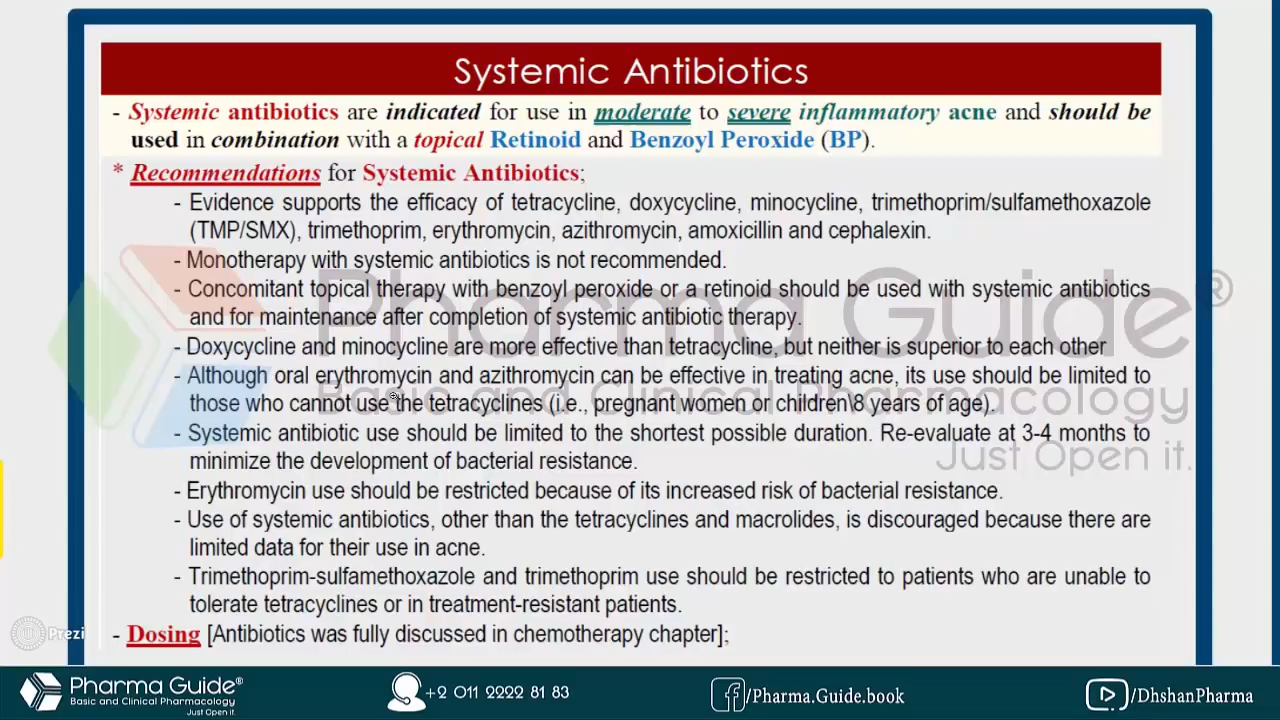 Systemic Antibiotics
- Systemic antibiotics are indicated for use in moderate to severe inflammatory acne and should be
used in combination with a topical Retinoid and Benzoyl Peroxide (BP).
* Recommendations for Systemic Antibiotics;
- Evidence supports the efficacy of tetracycline, doxycycline, minocycline, trimethoprim/sulfamethoxazole
(TMP/SMX), trimethoprim, erythromycin, azithromycin, amoxicillin and cephalexin.
- Monotherapy with systemic antibiotics is not recommended.
- Concomitant topical therapy with benzoyl peroxide or a retinoid should be used with systemic antibiotics
and for maintenance after completion of systemic antibiotic therapy.
- Doxycycline and minocycline are more effective than tetracycline, but neither is superior to each other
- Although oral erythromycin and azithromycin can be effective in treating acne, its use should be limited to
those who cannot use the tetracyclines (i.e., pregnant women or children\8 years of age).
- Systemic antibiotic use should be limited to the shortest possible duration. Re-evaluate at 3-4 months to
minimize the development of bacterial resistance.
- Erythromycin use should be restricted because of its increased risk of bacterial resistance.
- Use of systemic antibiotics, other than the tetracyclines and macrolides, is discouraged because there are
limited data for their use in acne.
- Trimethoprim-sulfamethoxazole and trimethoprim use should be restricted to patients who are unable to
tolerate tetracyclines or in treatment-resistant patients.
- Dosing [Antibiotics was fully discussed in chemotherapy chapter];
Pharma Guide®
Basic and Clinical Pharmacology
Just Open it.
Prezi
Pharma Guide®
Basic and Clinical Pharmacology
Just Open it.
+2 011 2222 81 83
/Pharma.Guide.book
/DhshanPharma